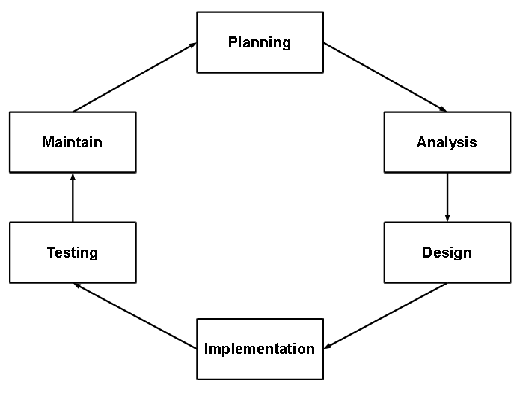 Planning
Analysis
Design
Implementation
Testing
Maintain